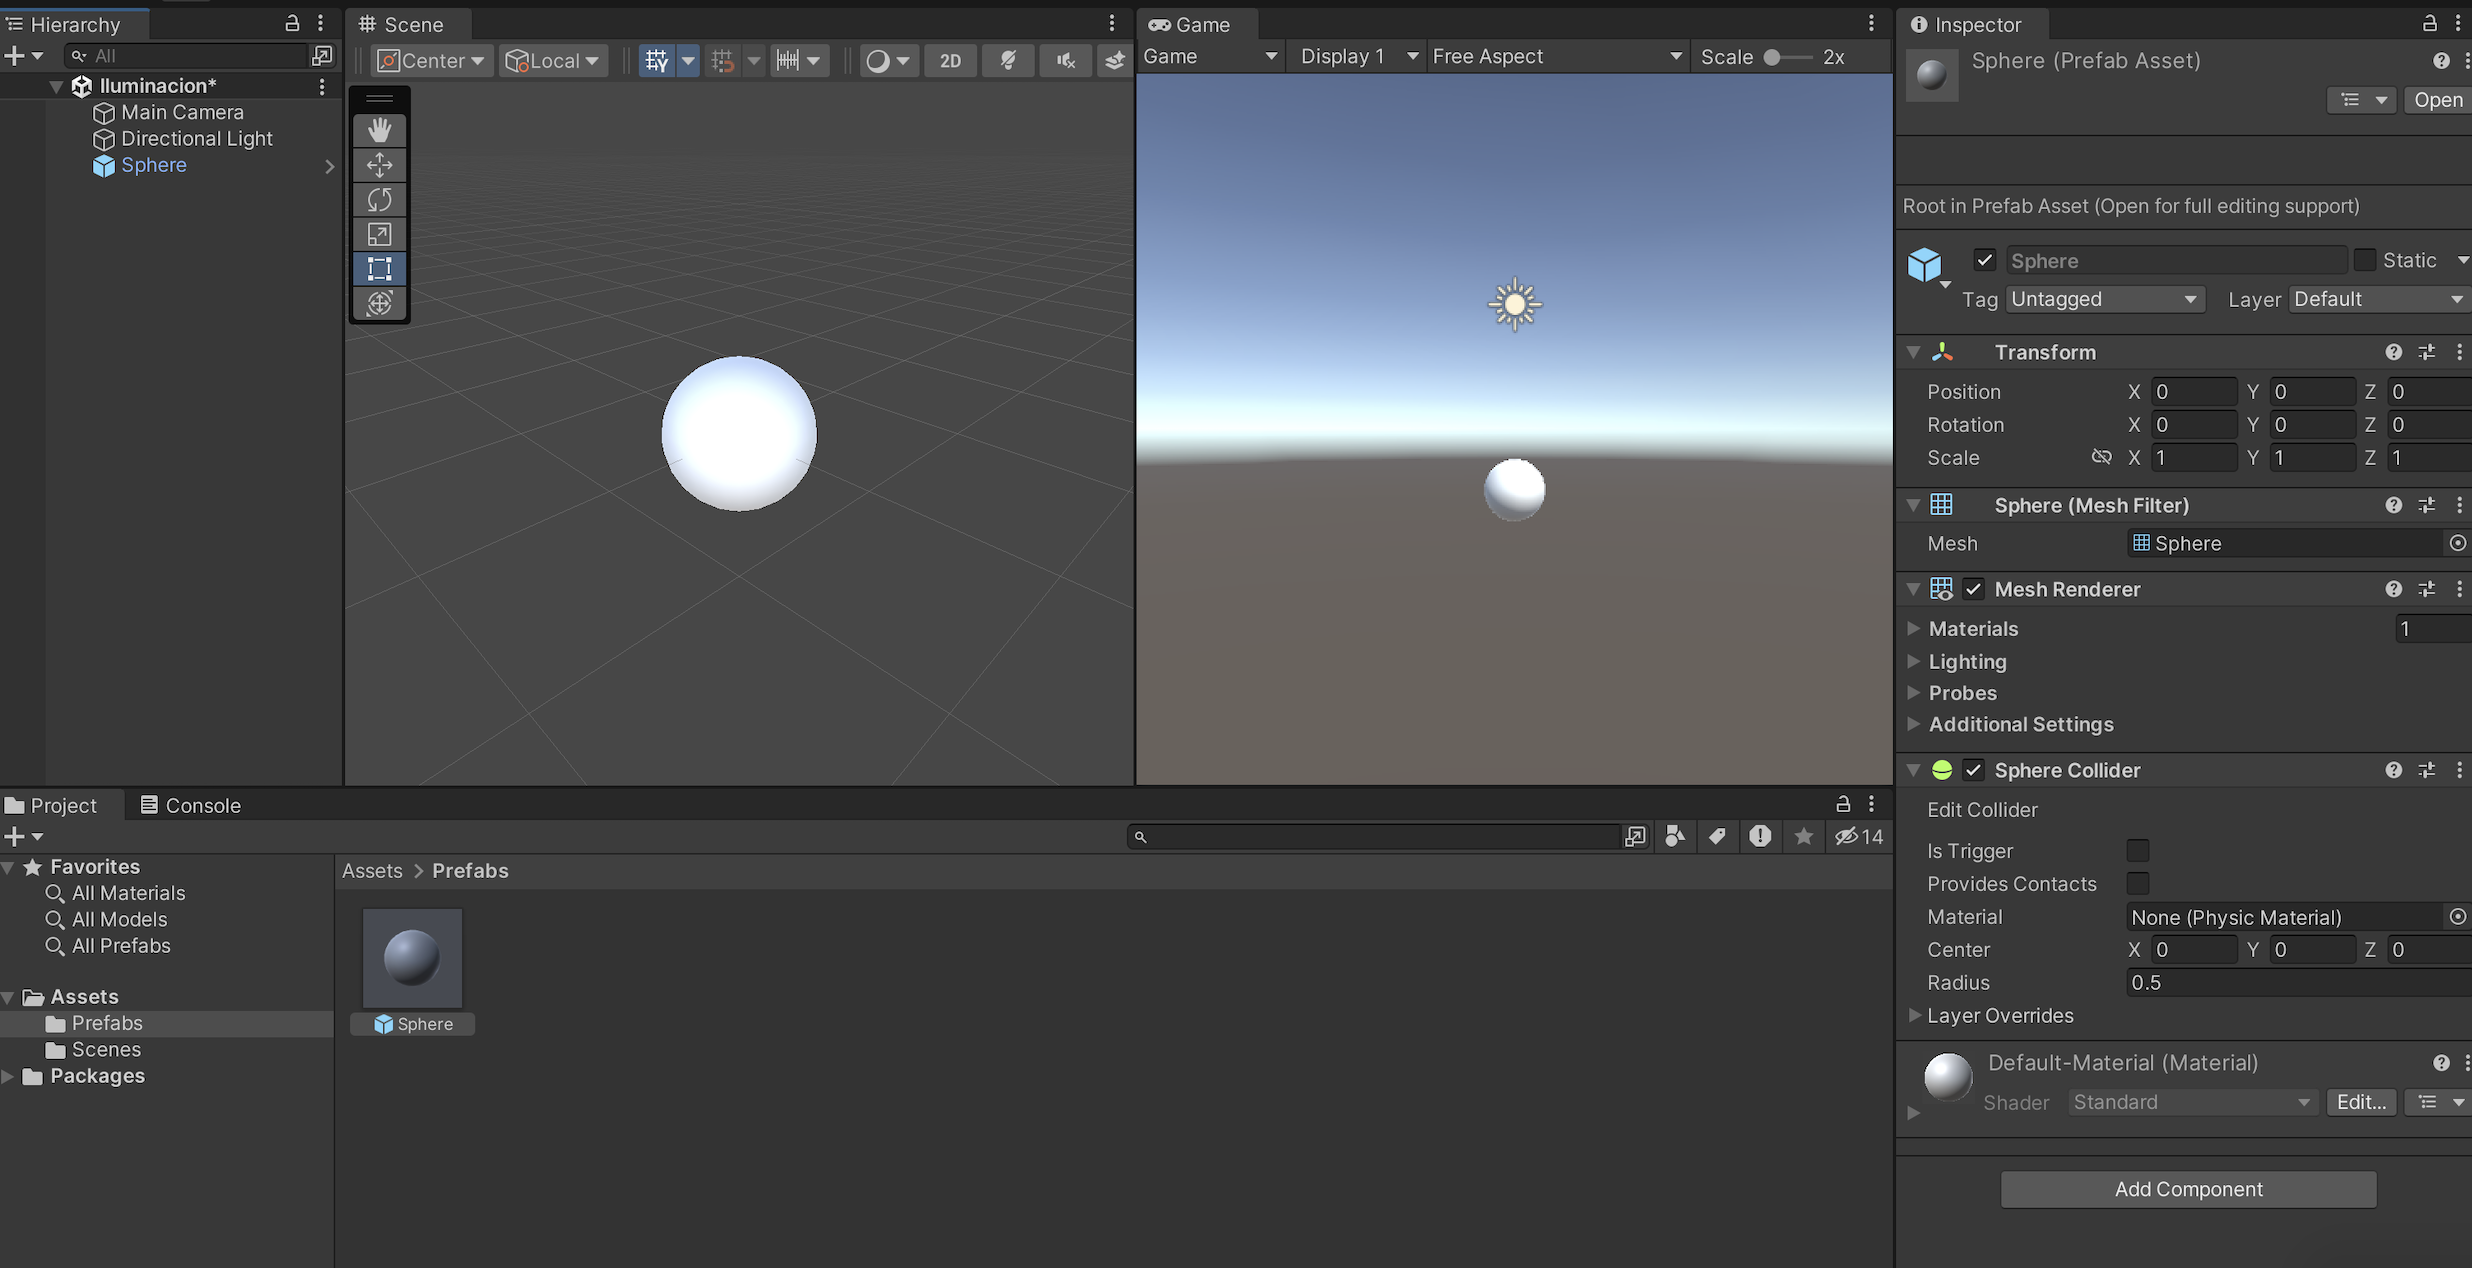 Hierarchy
All
Iluminacion*
Main Camera
Directional Light
Sphere
Scene
Center
Local
2D
Game
Game
Display 1
Free Aspect
Scale
2x
Inspector
Sphere (Prefab Asset)
Open
Root in Prefab Asset (Open for full editing support)
Sphere
Static
Tag
Untagged
Layer
Default
Transform
Position X 0 Y 0 Z 0
Rotation X 0 Y 0 Z 0
Scale X 1 Y 1 Z 1
Sphere (Mesh Filter)
Mesh
Sphere
Mesh Renderer
Materials
1
Lighting
Probes
Additional Settings
Sphere Collider
Edit Collider
Is Trigger
Provides Contacts
Material
None (Physic Material)
Center X 0 Y 0 Z 0
Radius
0.5
Layer Overrides
Default-Material (Material)
Shader
Standard
Edit...
Add Component
Project
Console
14
Favorites
All Materials
All Models
All Prefabs
Assets
Prefabs
Scenes
Packages
Assets > Prefabs
Sphere